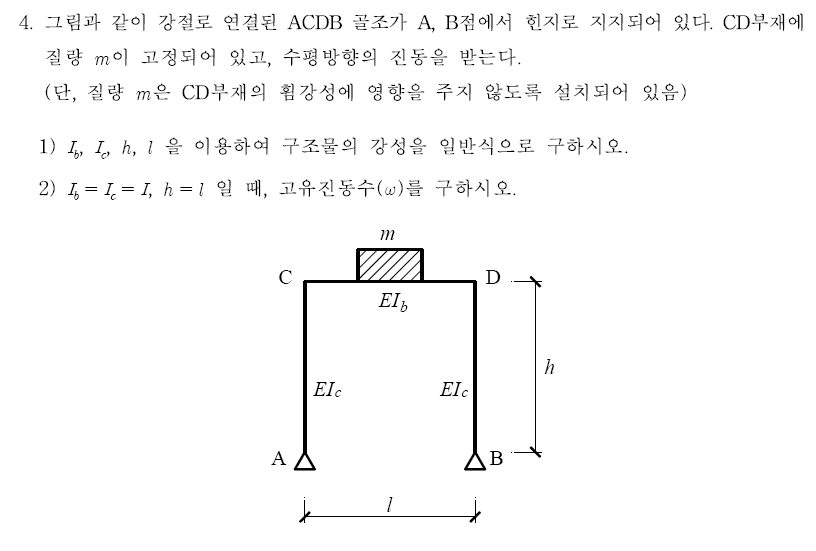 4. 그림과 같이 강절로 연결된 ACDB 골조가 A, B점에서 힌지로 지지되어 있다. CD부재에
질량 m이 고정되어 있고, 수평방향의 진동을 받는다.
(단, 질량 m은 CD부재의 휨강성에 영향을 주지 않도록 설치되어 있음)
1) I_b, I_c, h, l 을 이용하여 구조물의 강성을 일반식으로 구하시오.
2) I_b = I_c = I, h = l 일 때, 고유진동수(ω)를 구하시오.
m
C
D
EI_b
h
EI_c
EI_c
A
B
l